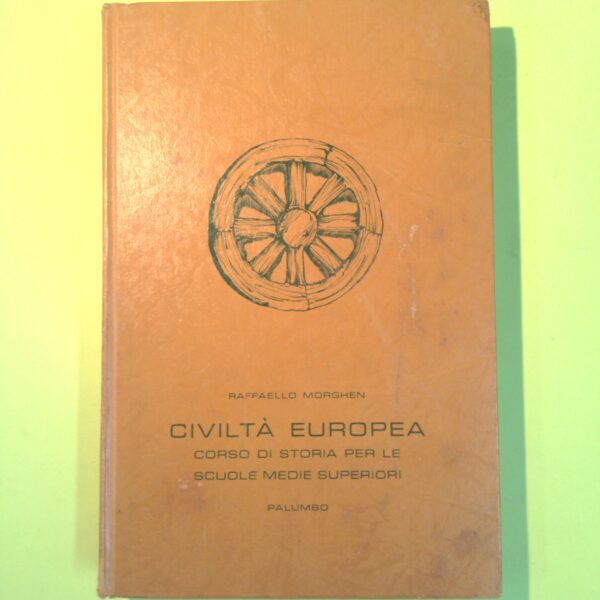 RAFFAELLO MORGHEN
CIVILTÀ EUROPEA
CORSO DI STORIA PER LE
SCUOLE MEDIE SUPERIORI
PALUMBO